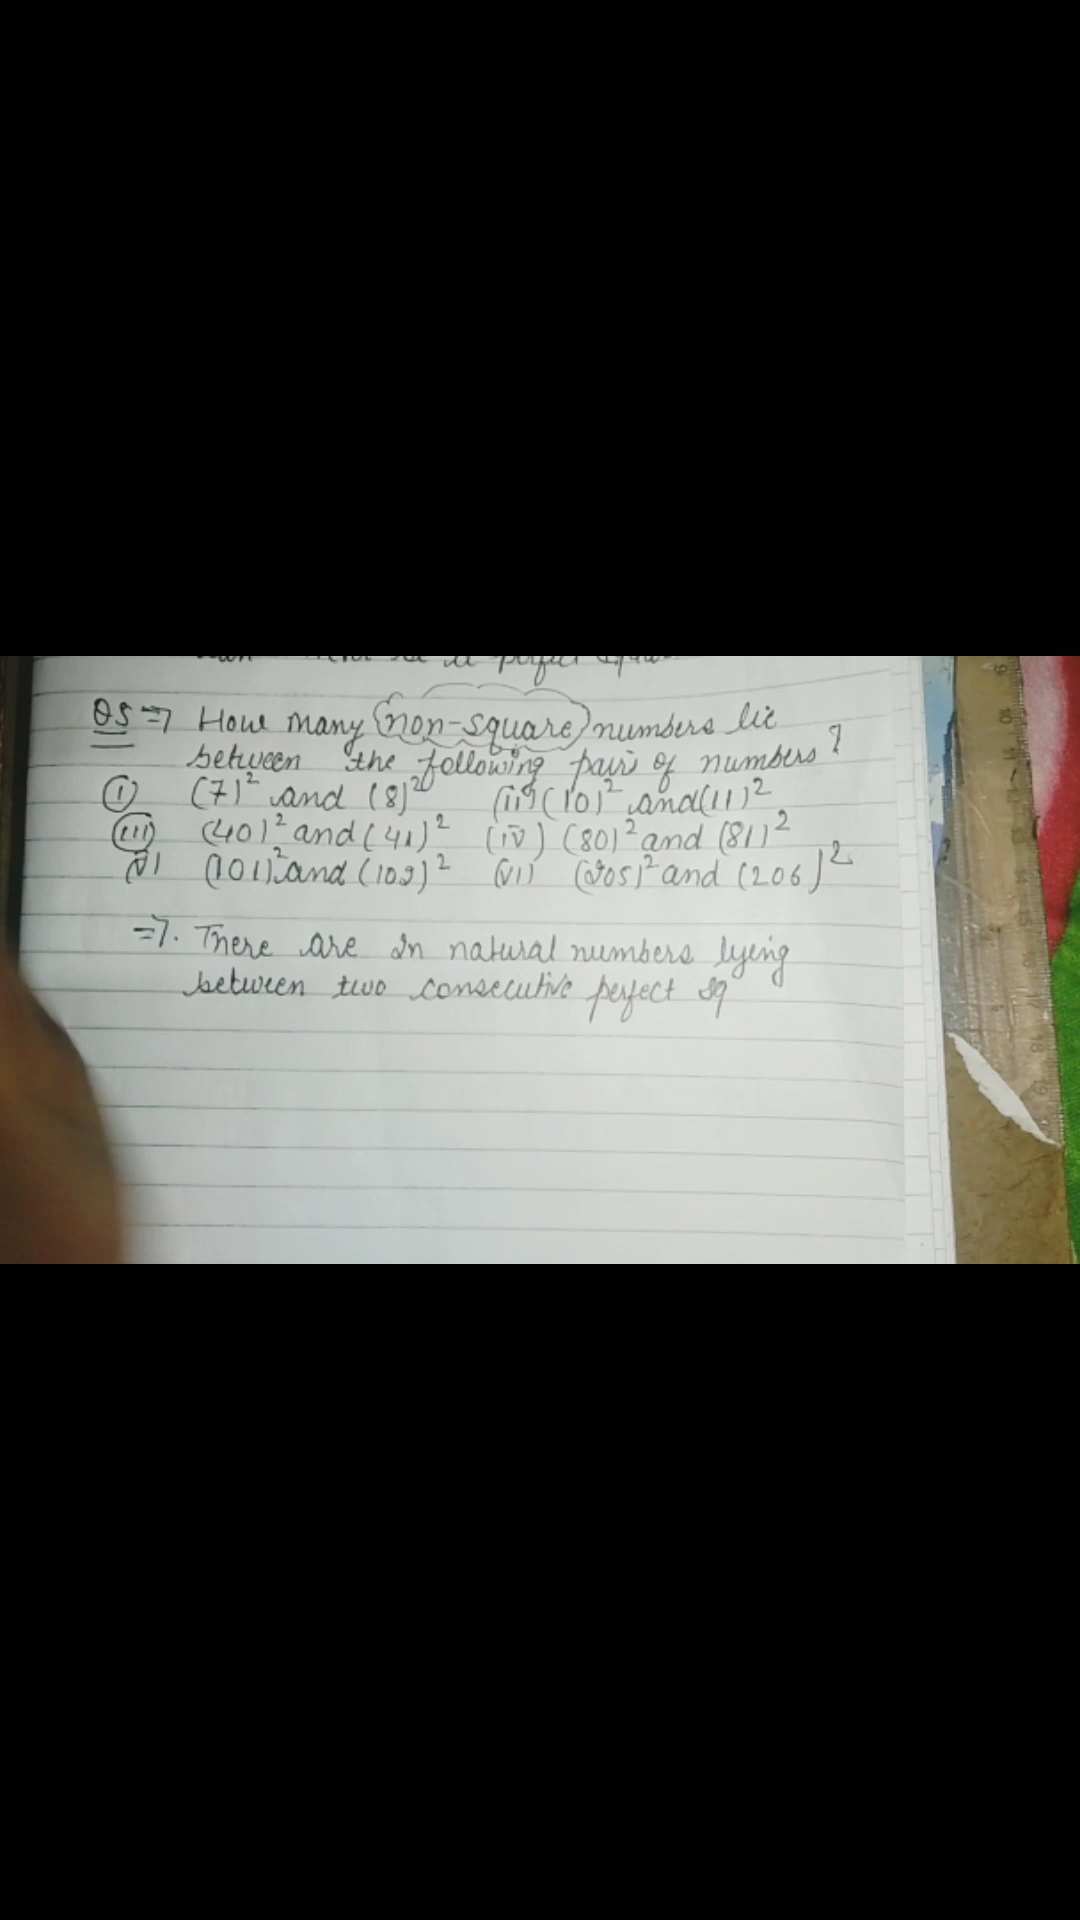 Q5 => How many non-square numbers lie
between the following pair of numbers ?
(i) (7)² and (8)² (ii) (10)² and (11)²
(iii) (40)² and (41)² (iv) (80)² and (81)²
(v) (101)² and (102)² (vi) (205)² and (206)²
=> There are 2n natural numbers lying
between two consecutive perfect sq